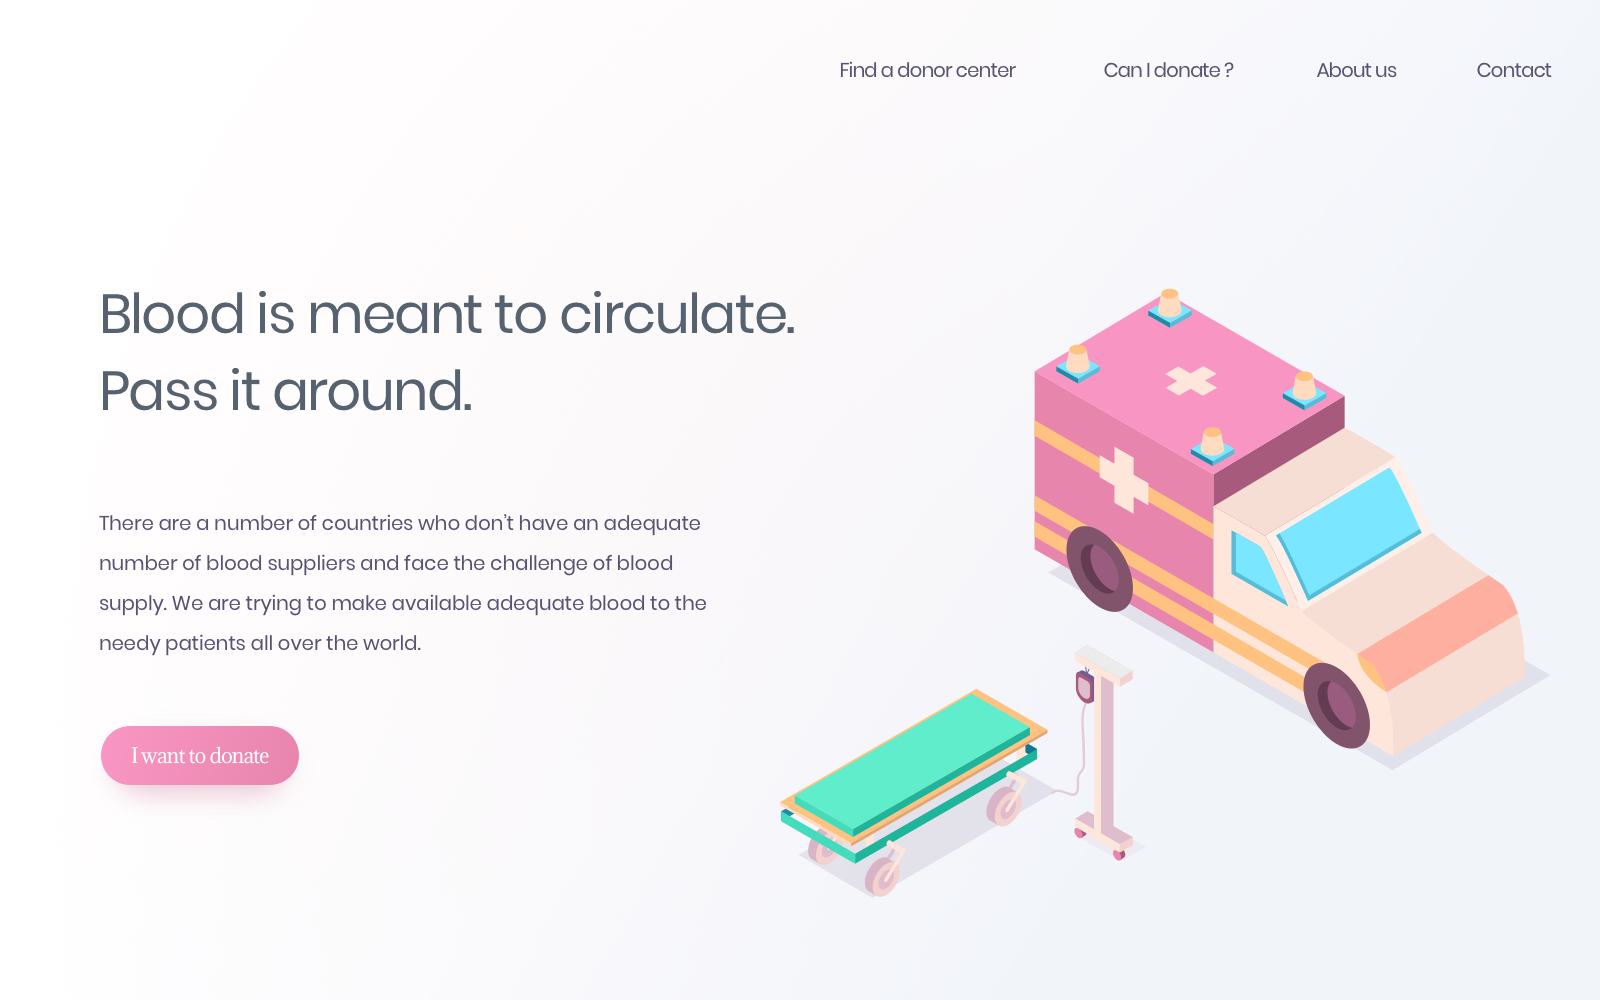 Find a donor center
Can I donate ?
About us
Contact
Blood is meant to circulate.
Pass it around.
There are a number of countries who don’t have an adequate
number of blood suppliers and face the challenge of blood
supply. We are trying to make available adequate blood to the
needy patients all over the world.
I want to donate